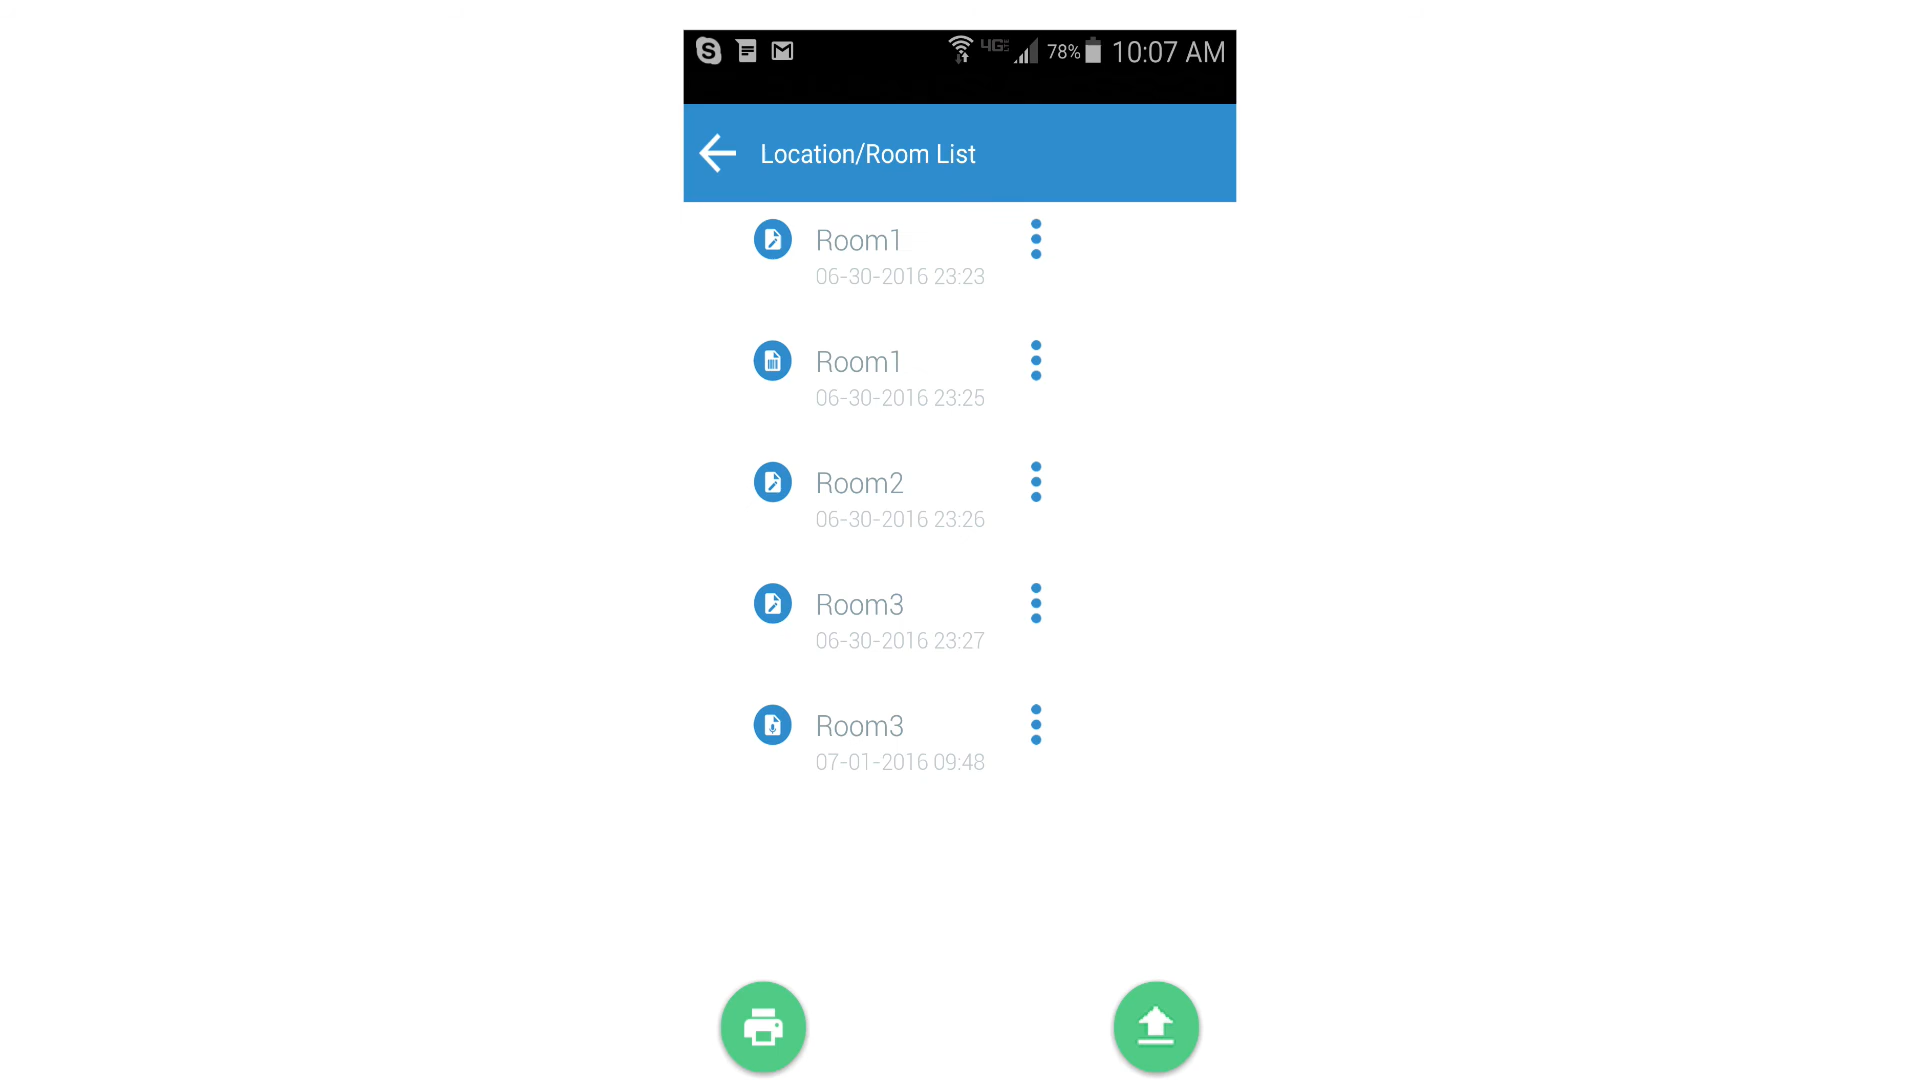 4G LTE 78% 10:07 AM
Location/Room List
Room1
06-30-2016 23:23
Room1
06-30-2016 23:25
Room2
06-30-2016 23:26
Room3
06-30-2016 23:27
Room3
07-01-2016 09:48